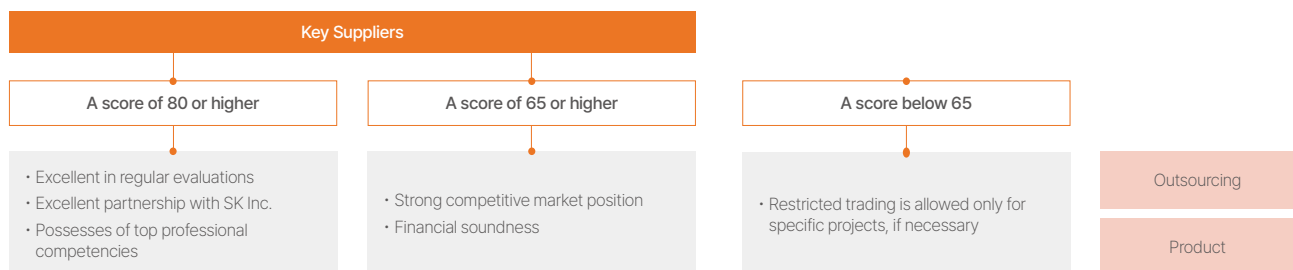 Key Suppliers
A score of 80 or higher
A score of 65 or higher
A score below 65
· Excellent in regular evaluations
· Excellent partnership with SK Inc.
· Possesses of top professional
competencies
· Strong competitive market position
· Financial soundness
· Restricted trading is allowed only for
specific projects, if necessary
Outsourcing
Product